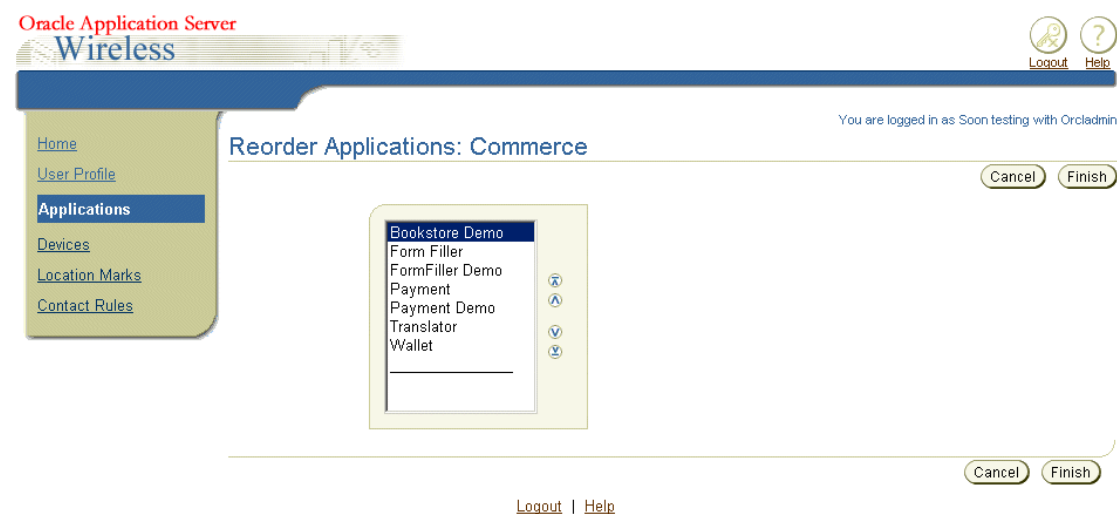 Oracle Application Server
Wireless
Logout Help
You are logged in as Soon testing with Orcladmin
Home
User Profile
Applications
Devices
Location Marks
Contact Rules
Reorder Applications: Commerce
Cancel Finish
Bookstore Demo
Form Filler
FormFiller Demo
Payment
Payment Demo
Translator
Wallet
Cancel Finish
Logout | Help